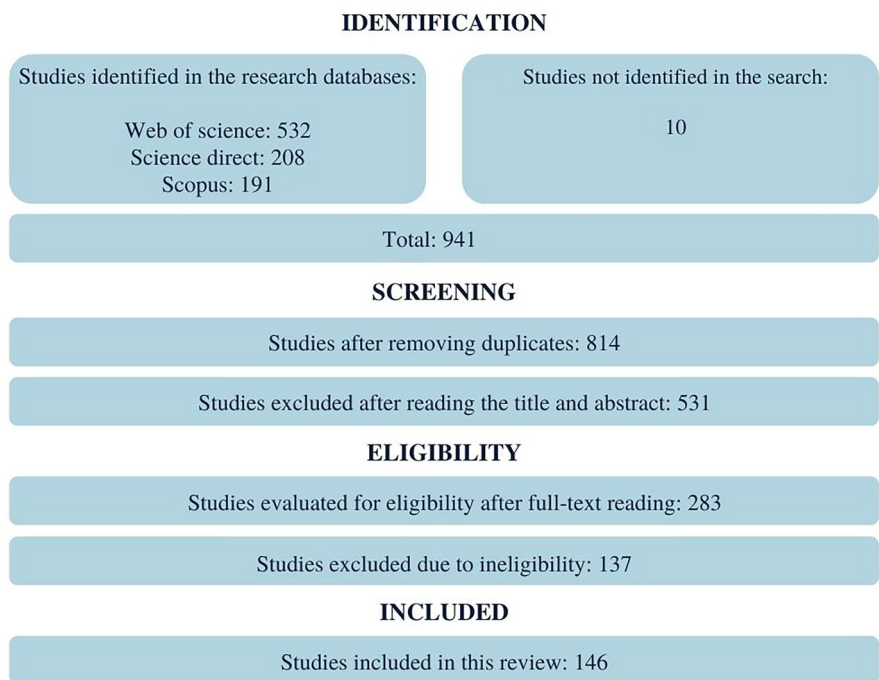 IDENTIFICATION
Studies identified in the research databases:
Web of science: 532
Science direct: 208
Scopus: 191
Studies not identified in the search:
10
Total: 941
SCREENING
Studies after removing duplicates: 814
Studies excluded after reading the title and abstract: 531
ELIGIBILITY
Studies evaluated for eligibility after full-text reading: 283
Studies excluded due to ineligibility: 137
INCLUDED
Studies included in this review: 146